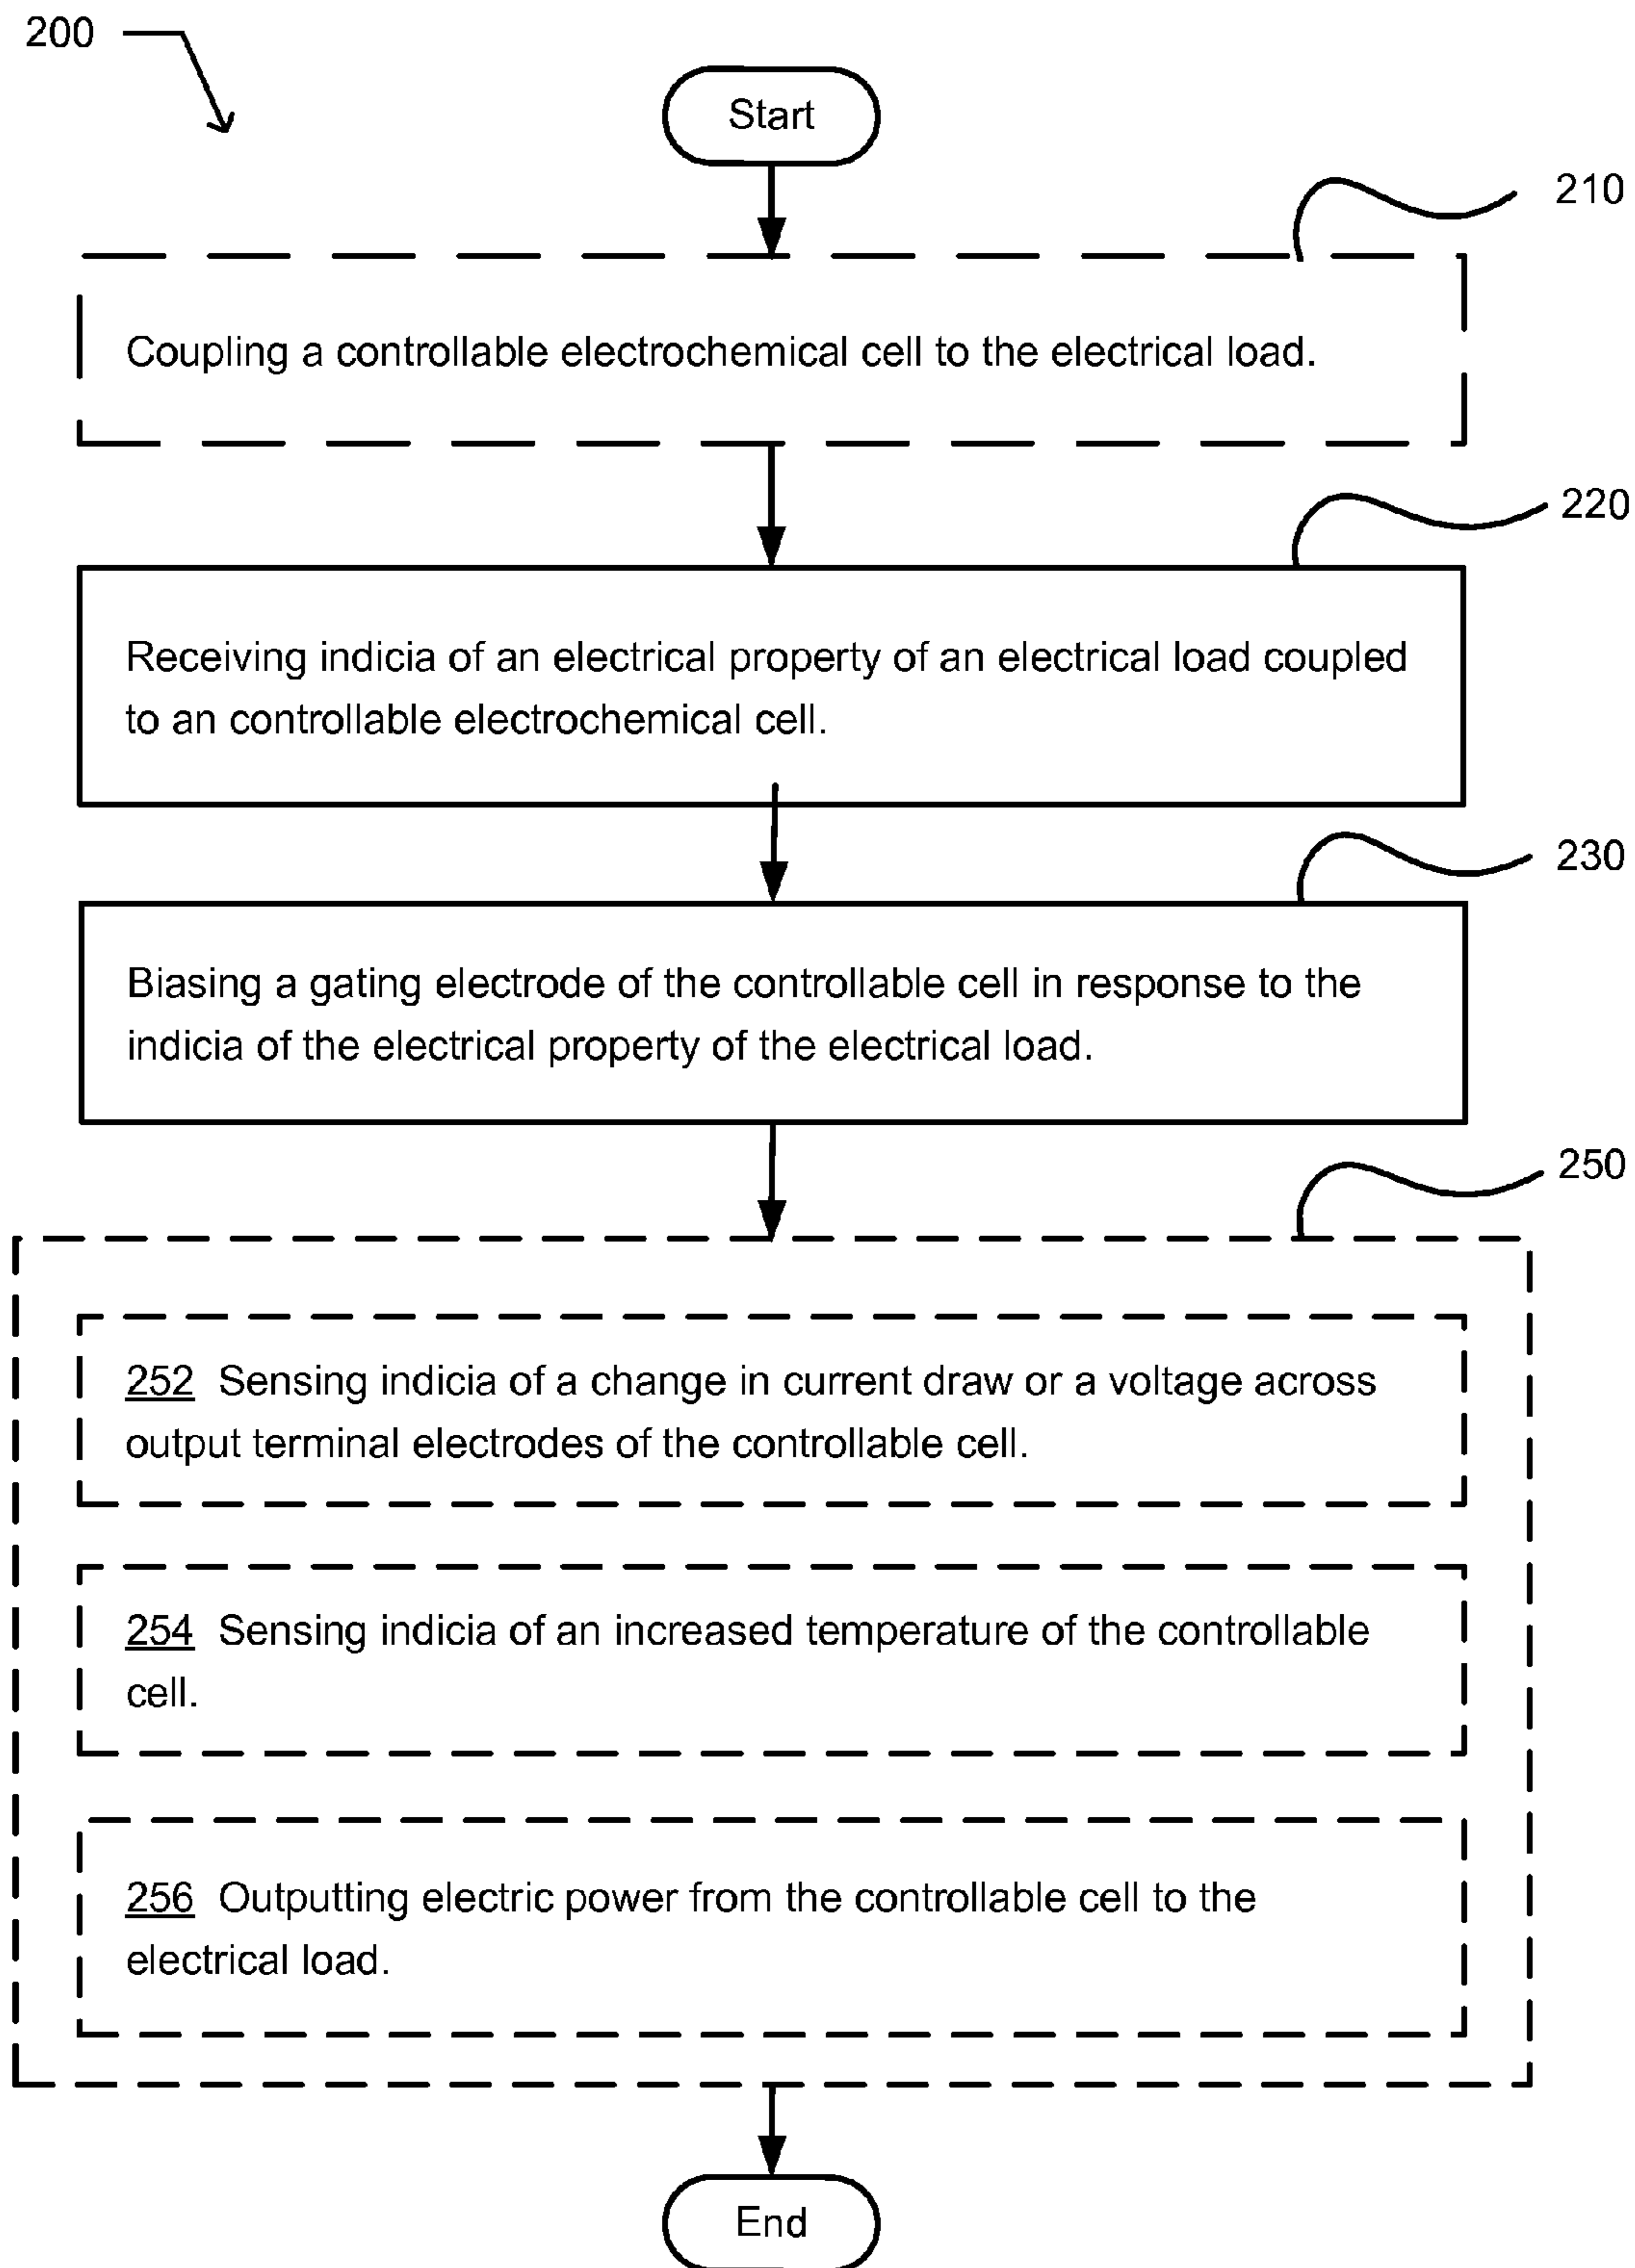 200
Start
210
Coupling a controllable electrochemical cell to the electrical load.
220
Receiving indicia of an electrical property of an electrical load coupled
to an controllable electrochemical cell.
230
Biasing a gating electrode of the controllable cell in response to the
indicia of the electrical property of the electrical load.
250
252 Sensing indicia of a change in current draw or a voltage across
output terminal electrodes of the controllable cell.
254 Sensing indicia of an increased temperature of the controllable
cell.
256 Outputting electric power from the controllable cell to the
electrical load.
End